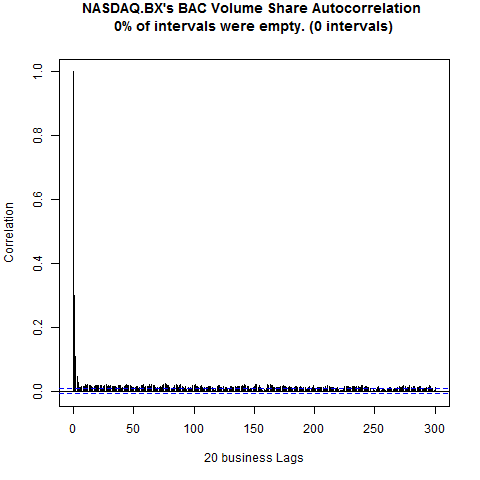 NASDAQ.BX's BAC Volume Share Autocorrelation
0% of intervals were empty. (0 intervals)
Correlation
1.0
0.8
0.6
0.4
0.2
0.0
0 50 100 150 200 250 300
20 business Lags